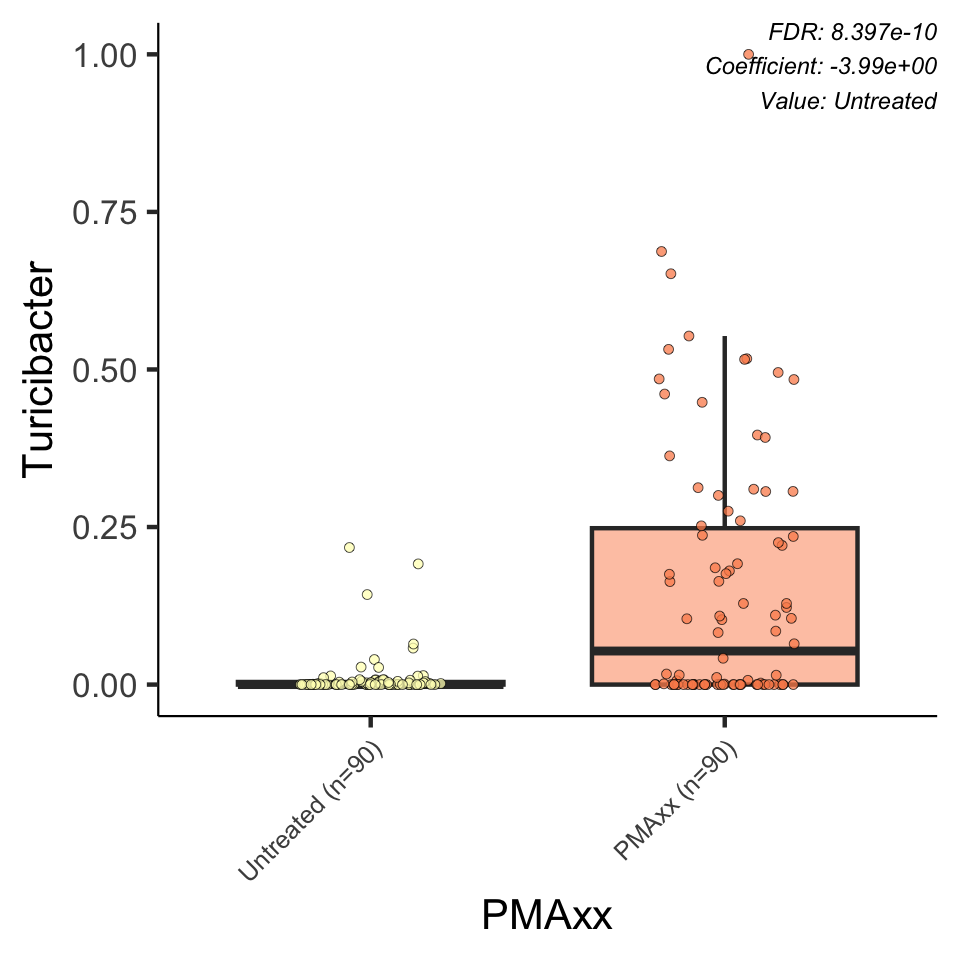 FDR: 8.397e-10
Coefficient: -3.99e+00
Value: Untreated
1.00
0.75
0.50
0.25
0.00
Turicibacter
Untreated (n=90)
PMAxx (n=90)
PMAxx